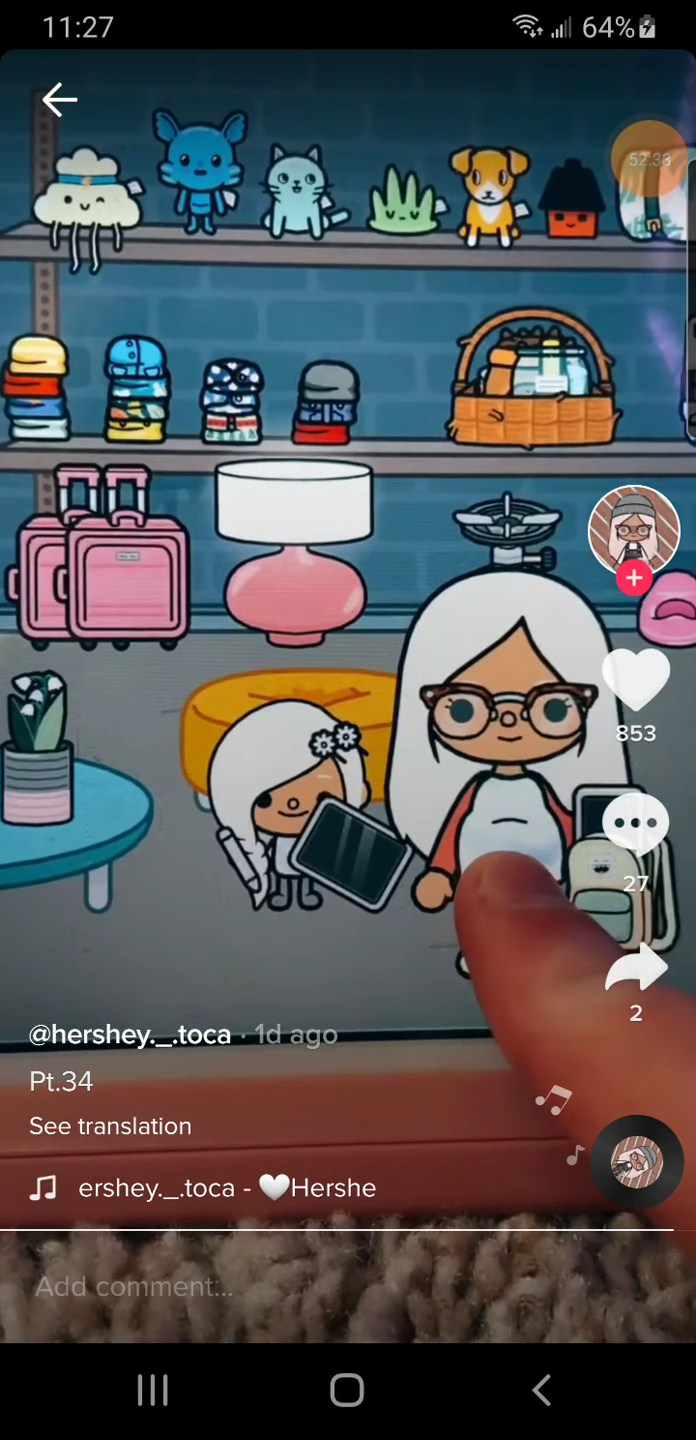 11:27
64%
52.38
853
27
2
@hershey._.toca · 1d ago
Pt.34
See translation
ershey._.toca - 🤍Hershe
Add comment...